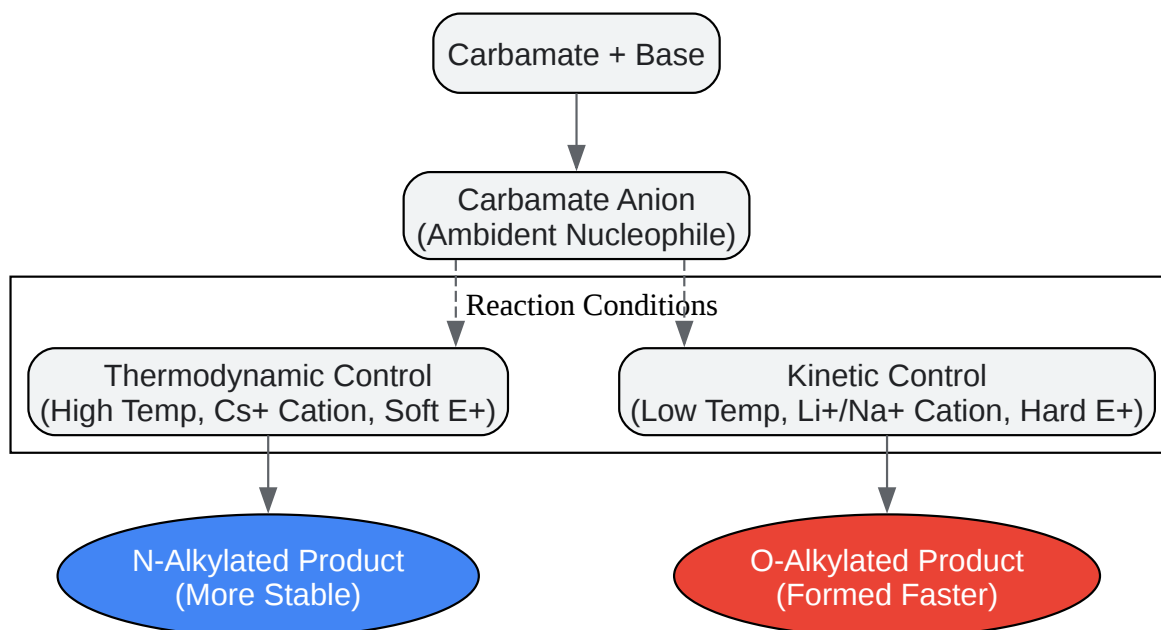 Carbamate + Base
Carbamate Anion
(Ambident Nucleophile)
Reaction Conditions
Thermodynamic Control
(High Temp, Cs+ Cation, Soft E+)
Kinetic Control
(Low Temp, Li+/Na+ Cation, Hard E+)
N-Alkylated Product
(More Stable)
O-Alkylated Product
(Formed Faster)